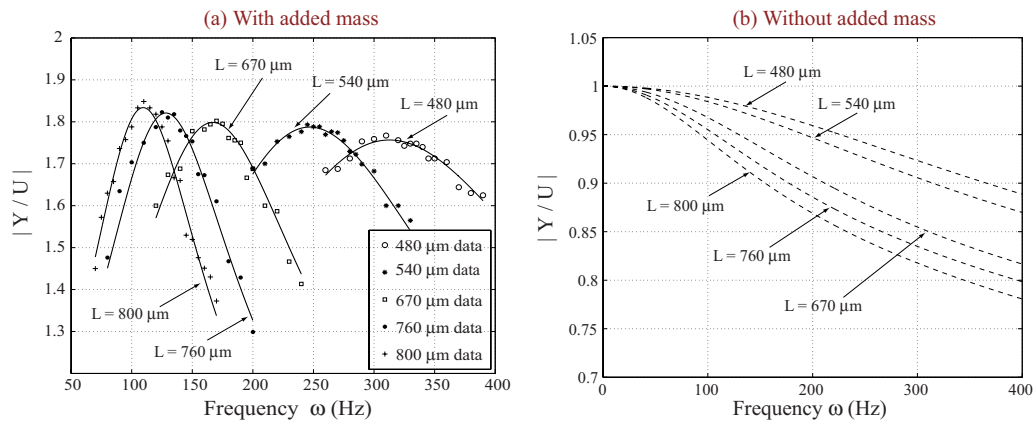 (a) With added mass
2
1.9
1.8
1.7
1.6
1.5
1.4
1.3
| Y / U |
50
100
150
200
250
300
350
400
Frequency ω (Hz)
L = 670 µm
L = 540 µm
L = 480 µm
L = 800 µm
L = 760 µm
480 µm data
540 µm data
670 µm data
760 µm data
800 µm data
(b) Without added mass
1.05
1
0.95
0.9
0.85
0.8
0.75
0.7
| Y / U |
0
100
200
300
400
Frequency ω (Hz)
L = 480 µm
L = 540 µm
L = 800 µm
L = 760 µm
L = 670 µm